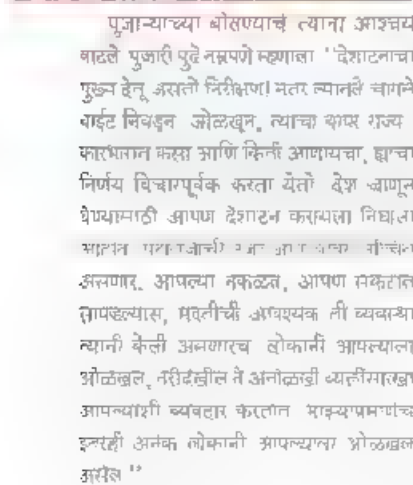 पुजाऱ्याच्या बोलण्याचं त्यांना आश्चर्य
वाटले पुजारी पुढे नम्रपणे म्हणाला "देशाटनाचा
मुख्य हेतू असतो निरीक्षण! मतर त्यानले चांगले
वाईट निवडून ओळखून, त्याचा वापर राज्य
कारभारात कसा आणि किती आणायचा, ह्याचा
निर्णय विचारपूर्वक करता येतो देश जाणून
घेण्यासाठी आपण देशाटन करायला निघाला
असणार. आपल्या नकळत, आपण संकटात
सापडल्यास, मदतीची आवश्यक ती व्यवस्था
त्यानी केली असणारच लोकांनी आपल्याला
ओळखलं, तरीदेखील ते अनोळखी व्यक्तीसारखा
आपल्याशी व्यवहार करतात माझ्याप्रमाणेच
इतरही अनेक लोकांनी आपल्याला ओळखलं
असेल "